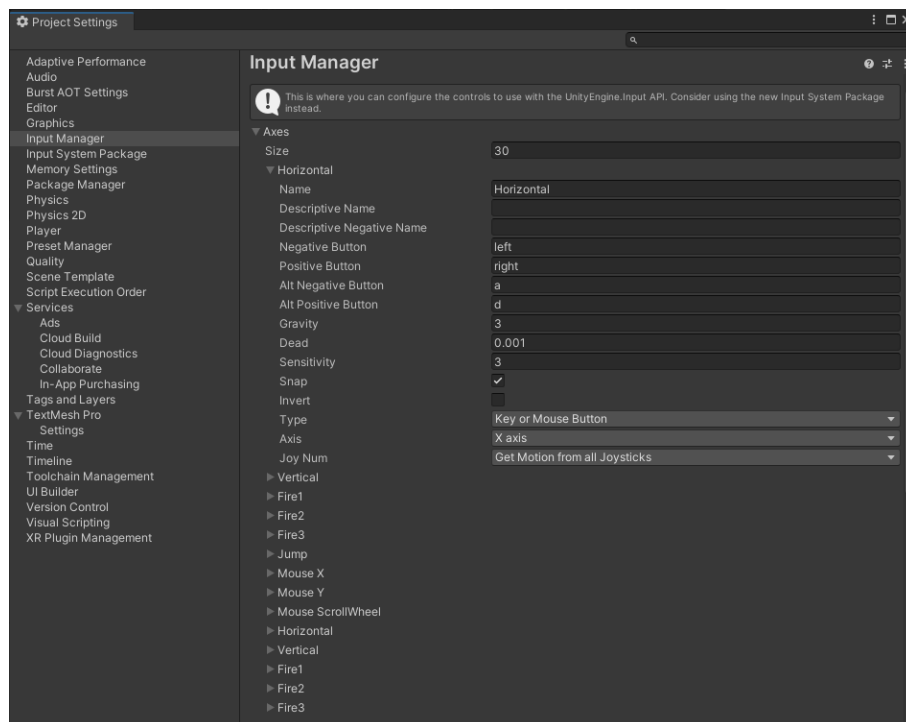 Project Settings
Adaptive Performance
Audio
Burst AOT Settings
Editor
Graphics
Input Manager
Input System Package
Memory Settings
Package Manager
Physics
Physics 2D
Player
Preset Manager
Quality
Scene Template
Script Execution Order
Services
Ads
Cloud Build
Cloud Diagnostics
Collaborate
In-App Purchasing
Tags and Layers
TextMesh Pro
Settings
Time
Timeline
Toolchain Management
UI Builder
Version Control
Visual Scripting
XR Plugin Management
Input Manager
This is where you can configure the controls to use with the UnityEngine.Input API. Consider using the new Input System Package
instead.
Axes
Size 30
Horizontal
Name Horizontal
Descriptive Name
Descriptive Negative Name
Negative Button left
Positive Button right
Alt Negative Button a
Alt Positive Button d
Gravity 3
Dead 0.001
Sensitivity 3
Snap
Invert
Type Key or Mouse Button
Axis X axis
Joy Num Get Motion from all Joysticks
Vertical
Fire1
Fire2
Fire3
Jump
Mouse X
Mouse Y
Mouse ScrollWheel
Horizontal
Vertical
Fire1
Fire2
Fire3